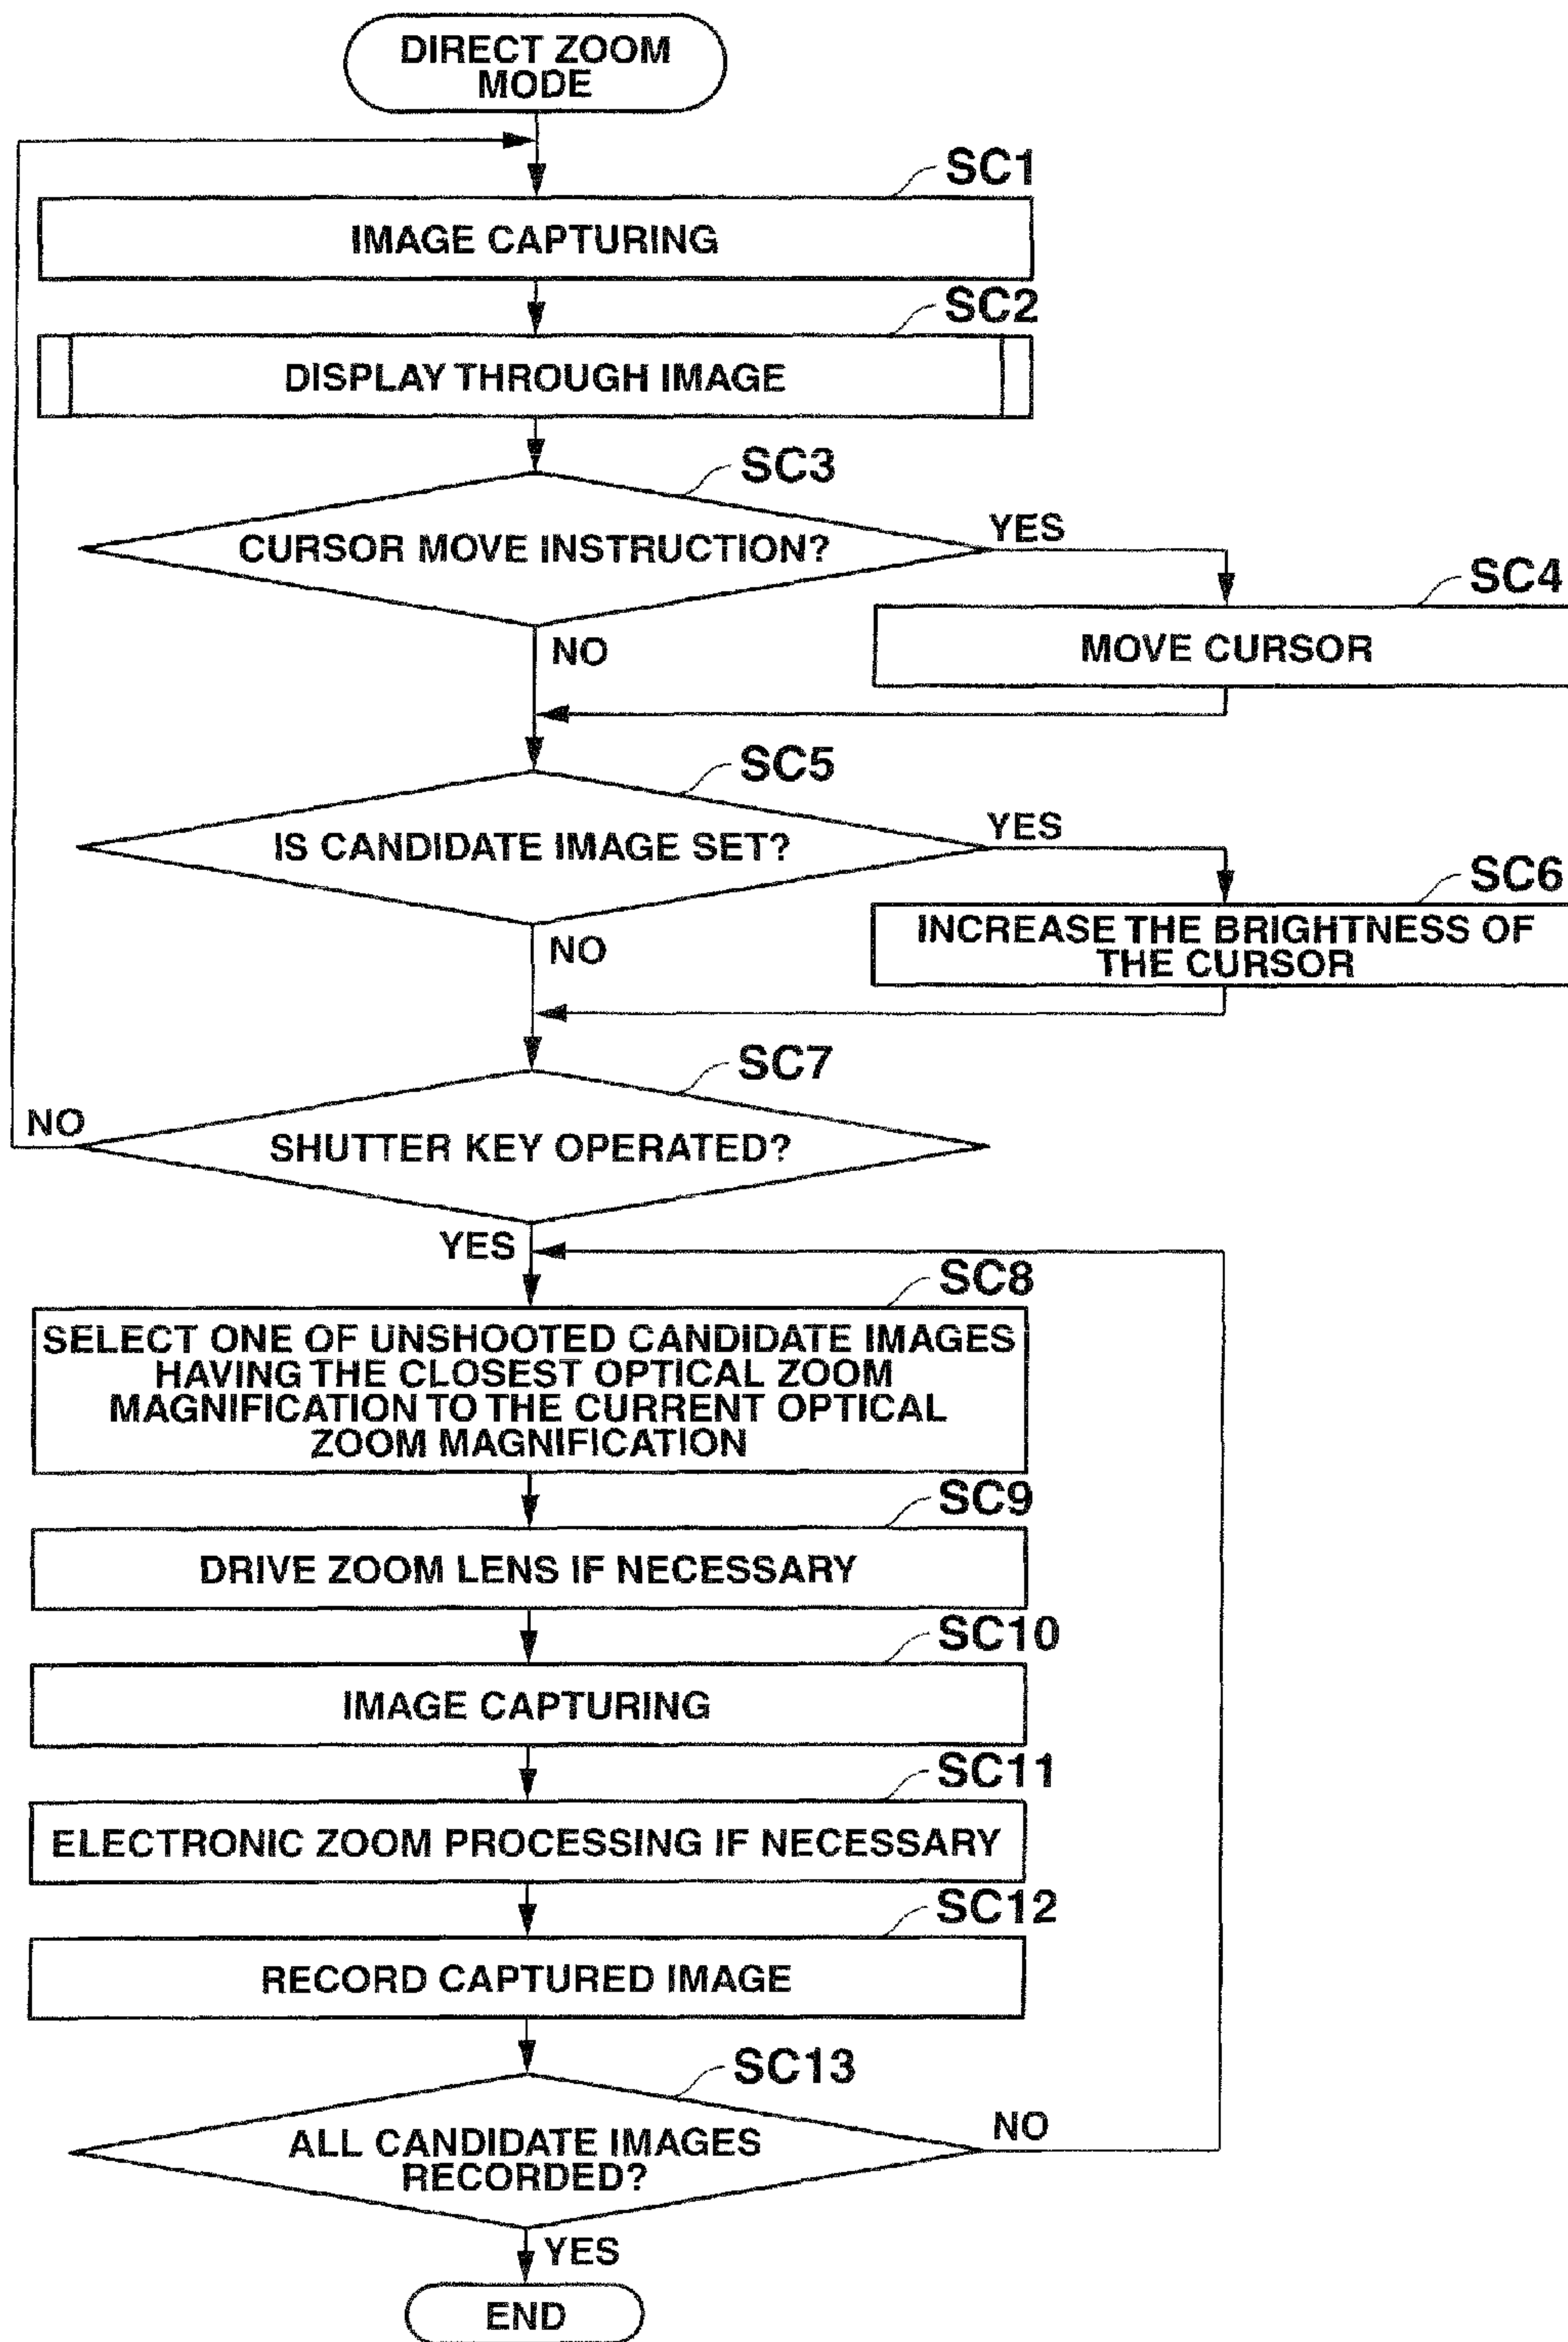 DIRECT ZOOM
MODE
SC1
IMAGE CAPTURING
SC2
DISPLAY THROUGH IMAGE
SC3
CURSOR MOVE INSTRUCTION?
YES
SC4
MOVE CURSOR
NO
SC5
IS CANDIDATE IMAGE SET?
YES
SC6
INCREASE THE BRIGHTNESS OF
THE CURSOR
NO
SC7
SHUTTER KEY OPERATED?
NO
YES
SC8
SELECT ONE OF UNSHOOTED CANDIDATE IMAGES
HAVING THE CLOSEST OPTICAL ZOOM
MAGNIFICATION TO THE CURRENT OPTICAL
ZOOM MAGNIFICATION
SC9
DRIVE ZOOM LENS IF NECESSARY
SC10
IMAGE CAPTURING
SC11
ELECTRONIC ZOOM PROCESSING IF NECESSARY
SC12
RECORD CAPTURED IMAGE
SC13
ALL CANDIDATE IMAGES
RECORDED?
NO
YES
END